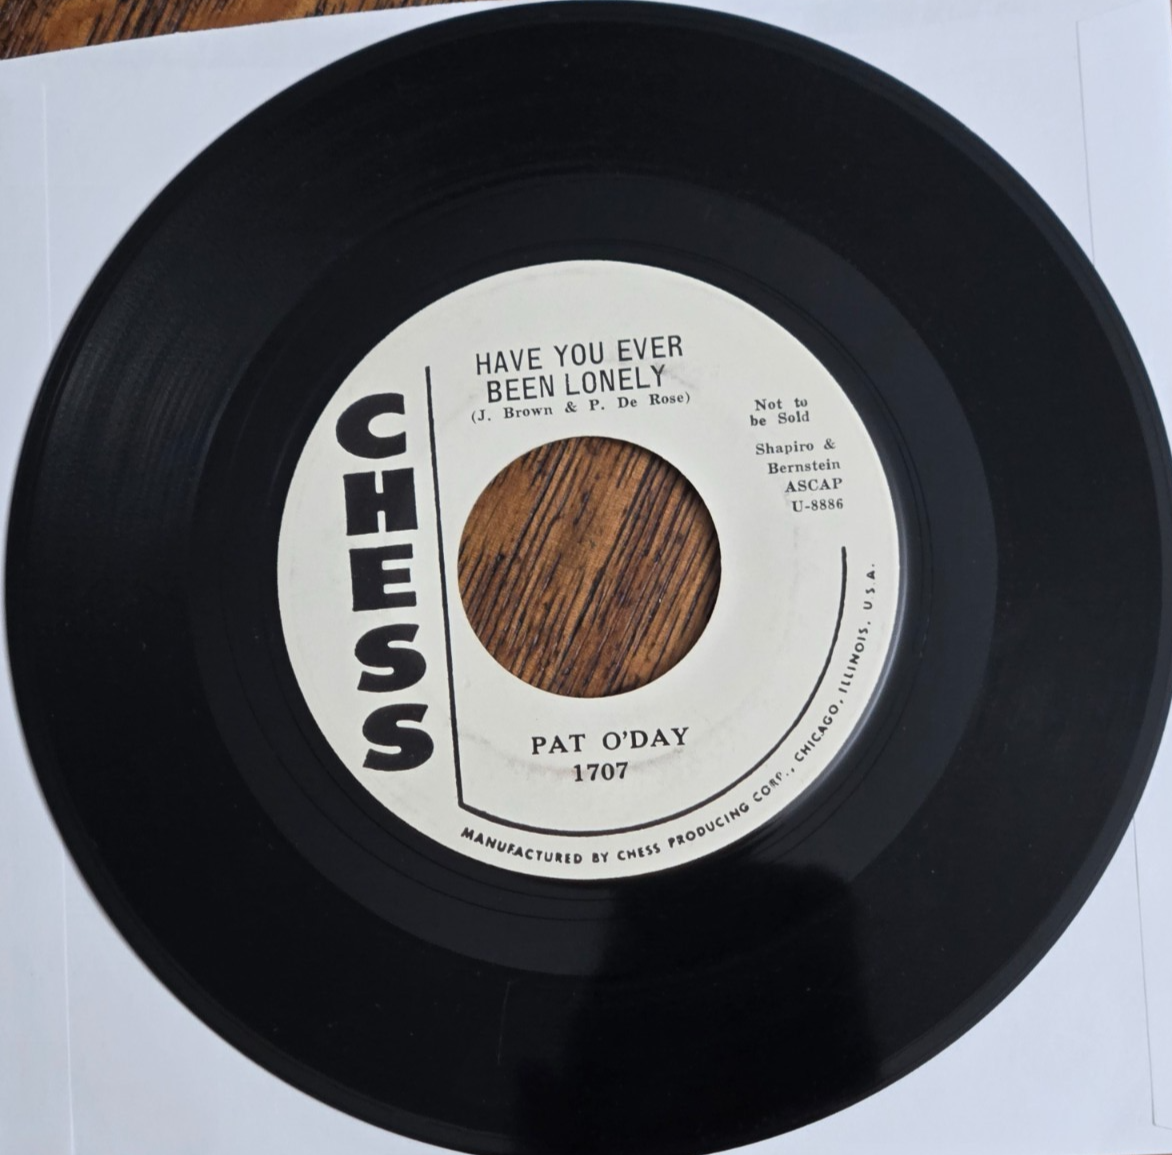 CHESS
HAVE YOU EVER
BEEN LONELY
(J. Brown & P. De Rose)
Not to
be Sold
Shapiro &
Bernstein
ASCAP
U-8886
PAT O'DAY
1707
MANUFACTURED BY CHESS PRODUCING CORP., CHICAGO, ILLINOIS, U.S.A.